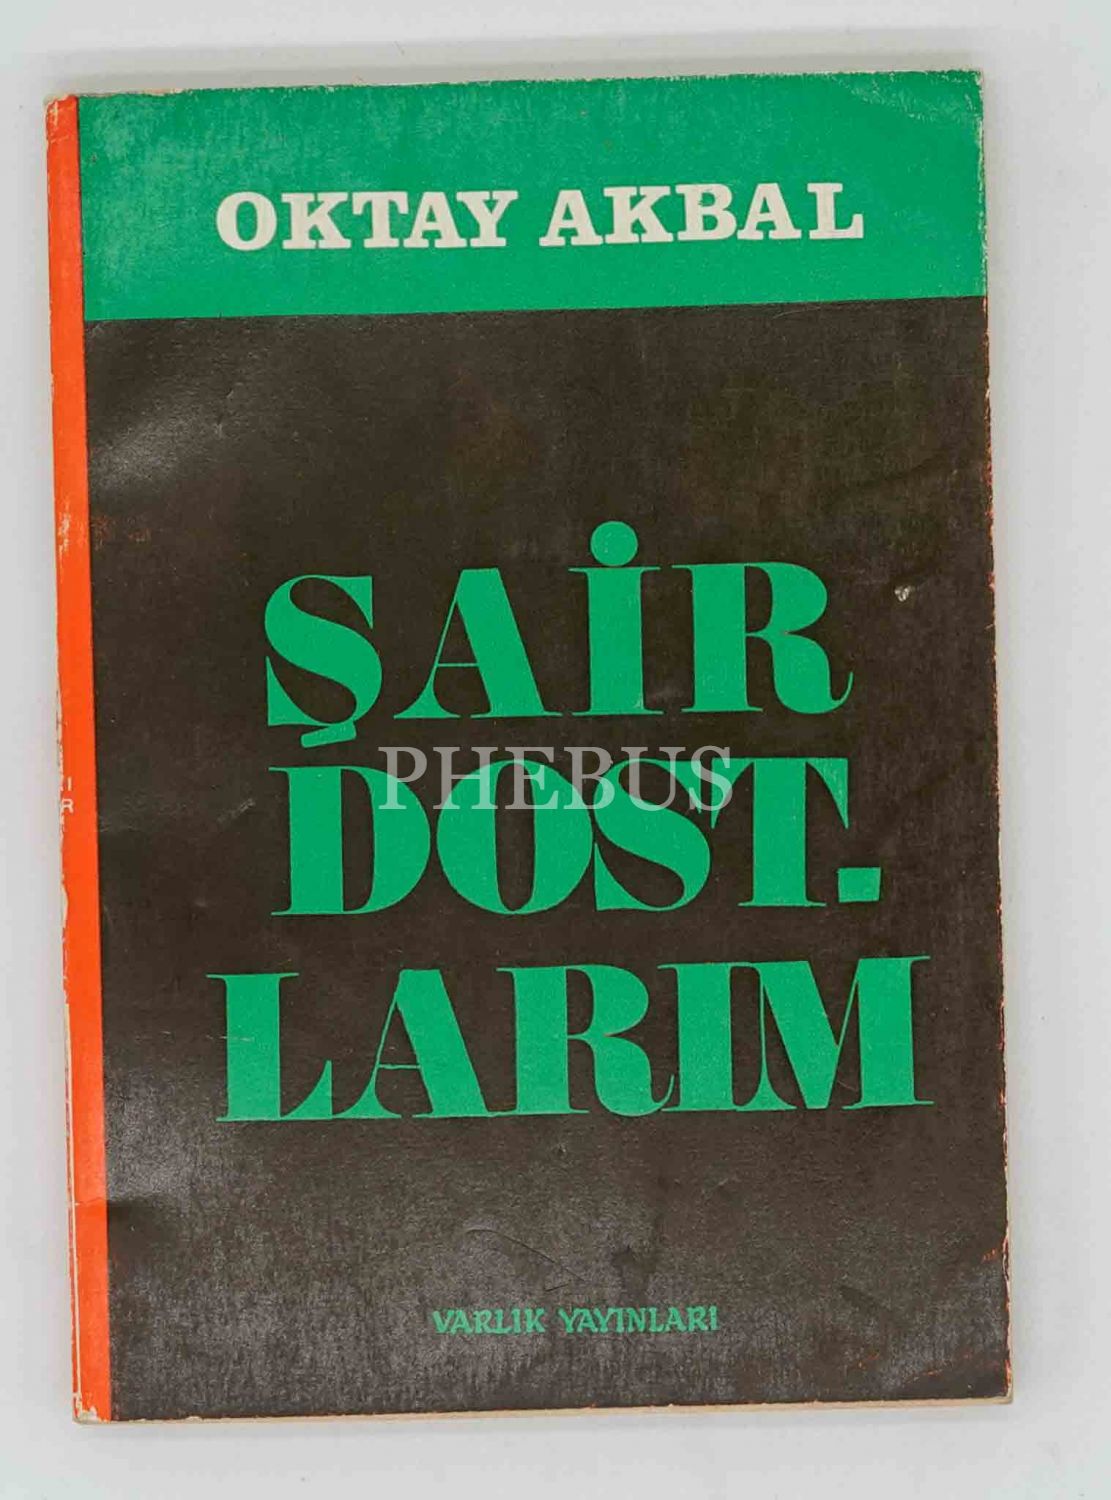 OKTAY AKBAL
ŞAİR
DOST-
LARIM
PHEBUS
VARLIK YAYINLARI